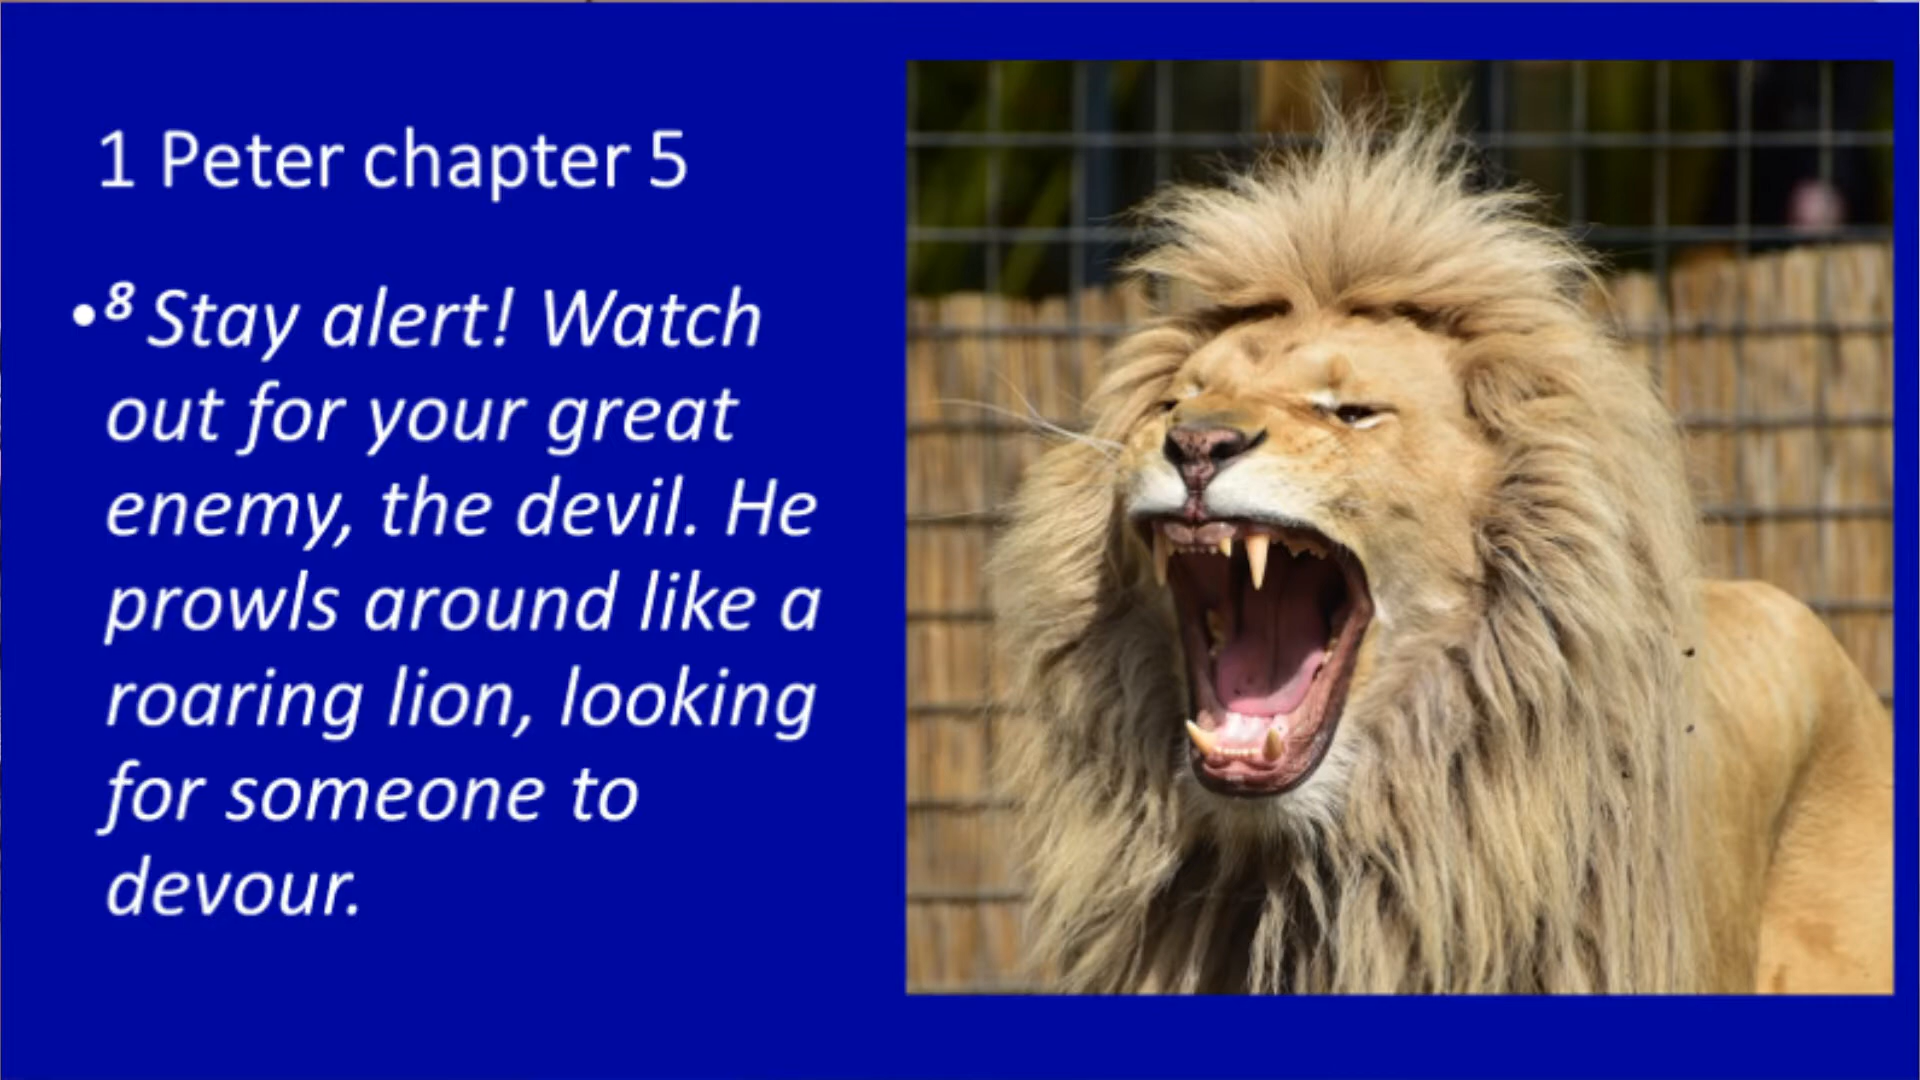 1 Peter chapter 5
•⁸ Stay alert! Watch
out for your great
enemy, the devil. He
prowls around like a
roaring lion, looking
for someone to
devour.